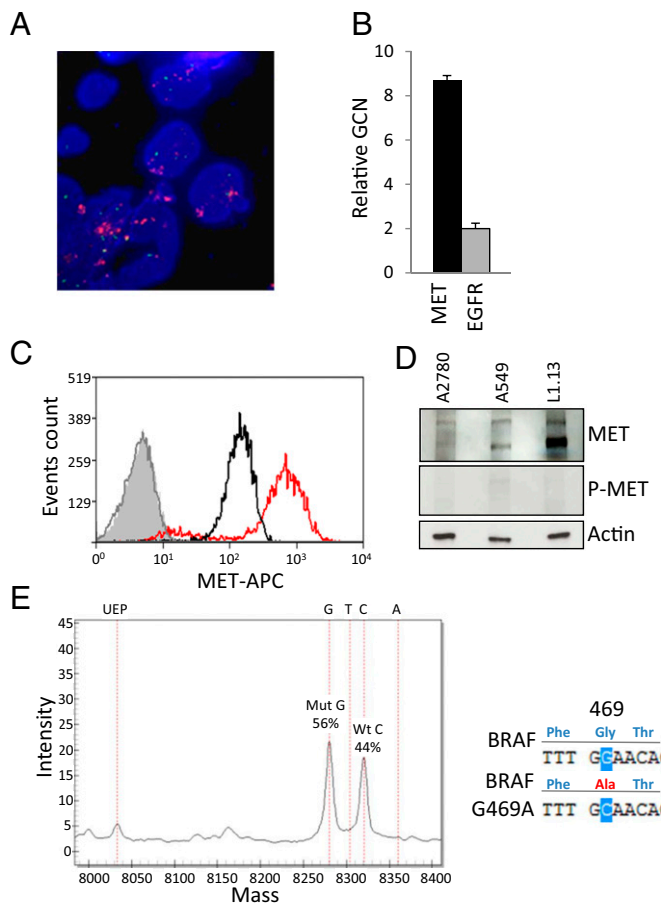 A
B
10
8
6
4
2
0
Relative GCN
MET
EGFR
C
519
389
259
129
Events count
10⁰
10¹
10²
10³
10⁴
MET-APC
D
A2780
A549
L1.13
MET
P-MET
Actin
E
UEP
G
T
C
A
45
40
35
30
25
20
15
10
5
0
Intensity
Mut G
56%
Wt C
44%
8000
8050
8100
8150
8200
8250
8300
8350
8400
Mass
469
BRAF
Phe Gly Thr
TTT GGAACA
BRAF
G469A
Phe Ala Thr
TTT GCAACA